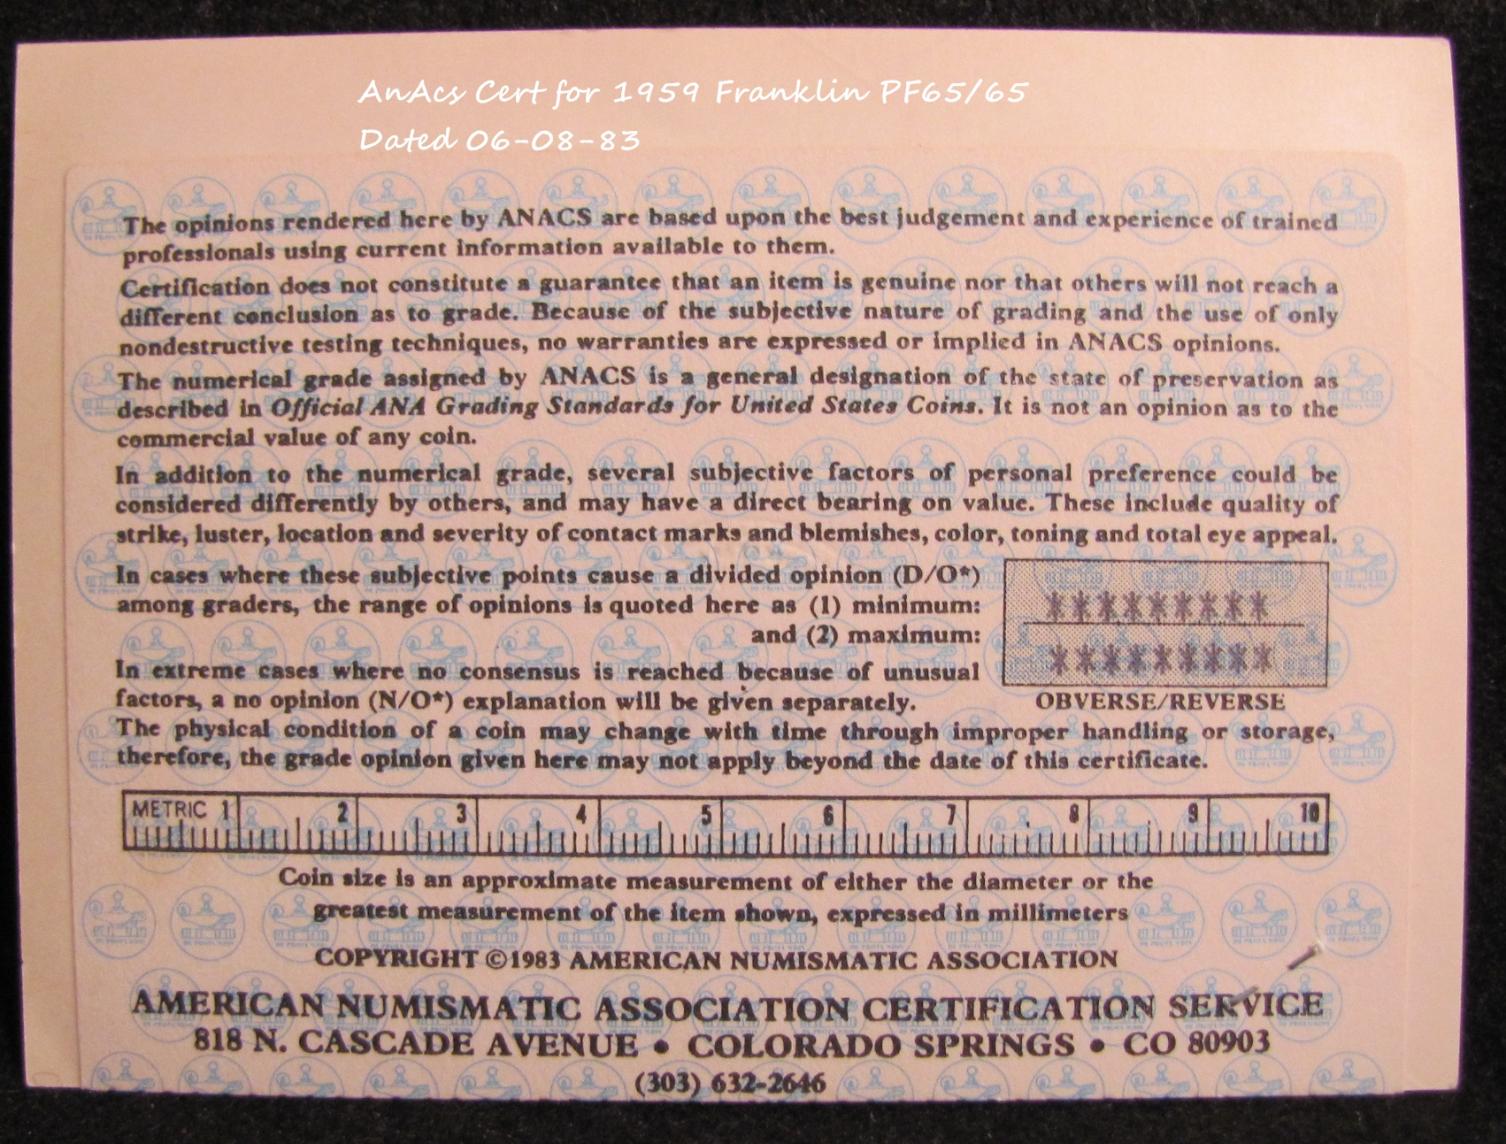 AnAcs Cert for 1959 Franklin PF65/65
Dated 06-08-83
The opinions rendered here by ANACS are based upon the best judgement and experience of trained
professionals using current information available to them.
Certification does not constitute a guarantee that an item is genuine nor that others will not reach a
different conclusion as to grade. Because of the subjective nature of grading and the use of only
nondestructive testing techniques, no warranties are expressed or implied in ANACS opinions.
The numerical grade assigned by ANACS is a general designation of the state of preservation as
described in Official ANA Grading Standards for United States Coins. It is not an opinion as to the
commercial value of any coin.
In addition to the numerical grade, several subjective factors of personal preference could be
considered differently by others, and may have a direct bearing on value. These include quality of
strike, luster, location and severity of contact marks and blemishes, color, toning and total eye appeal.
In cases where these subjective points cause a divided opinion (D/O*)
among graders, the range of opinions is quoted here as (1) minimum:
*********
and (2) maximum:
*********
In extreme cases where no consensus is reached because of unusual
factors, a no opinion (N/O*) explanation will be given separately.
OBVERSE/REVERSE
The physical condition of a coin may change with time through improper handling or storage,
therefore, the grade opinion given here may not apply beyond the date of this certificate.
METRIC 1 2 3 4 5 6 7 8 9 10
Coin size is an approximate measurement of either the diameter or the
greatest measurement of the item shown, expressed in millimeters
COPYRIGHT ©1983 AMERICAN NUMISMATIC ASSOCIATION
AMERICAN NUMISMATIC ASSOCIATION CERTIFICATION SERVICE
818 N. CASCADE AVENUE • COLORADO SPRINGS • CO 80903
(303) 632-2646